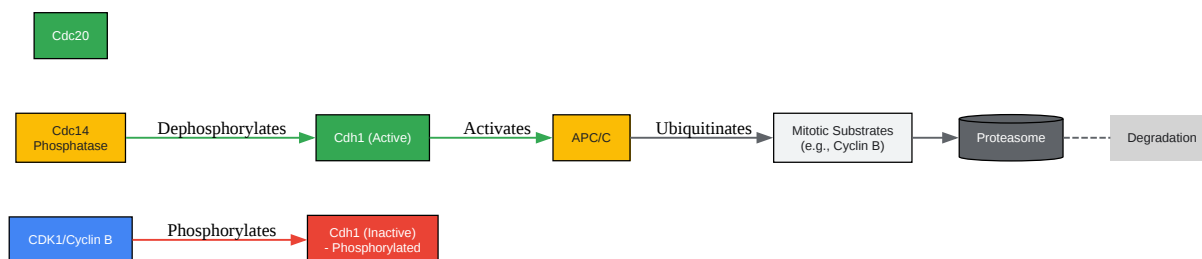 Cdc20
Cdc14
Phosphatase
Dephosphorylates
Cdh1 (Active)
Activates
APC/C
Ubiquitinates
Mitotic Substrates
(e.g., Cyclin B)
Proteasome
Degradation
CDK1/Cyclin B
Phosphorylates
Cdh1 (Inactive)
- Phosphorylated